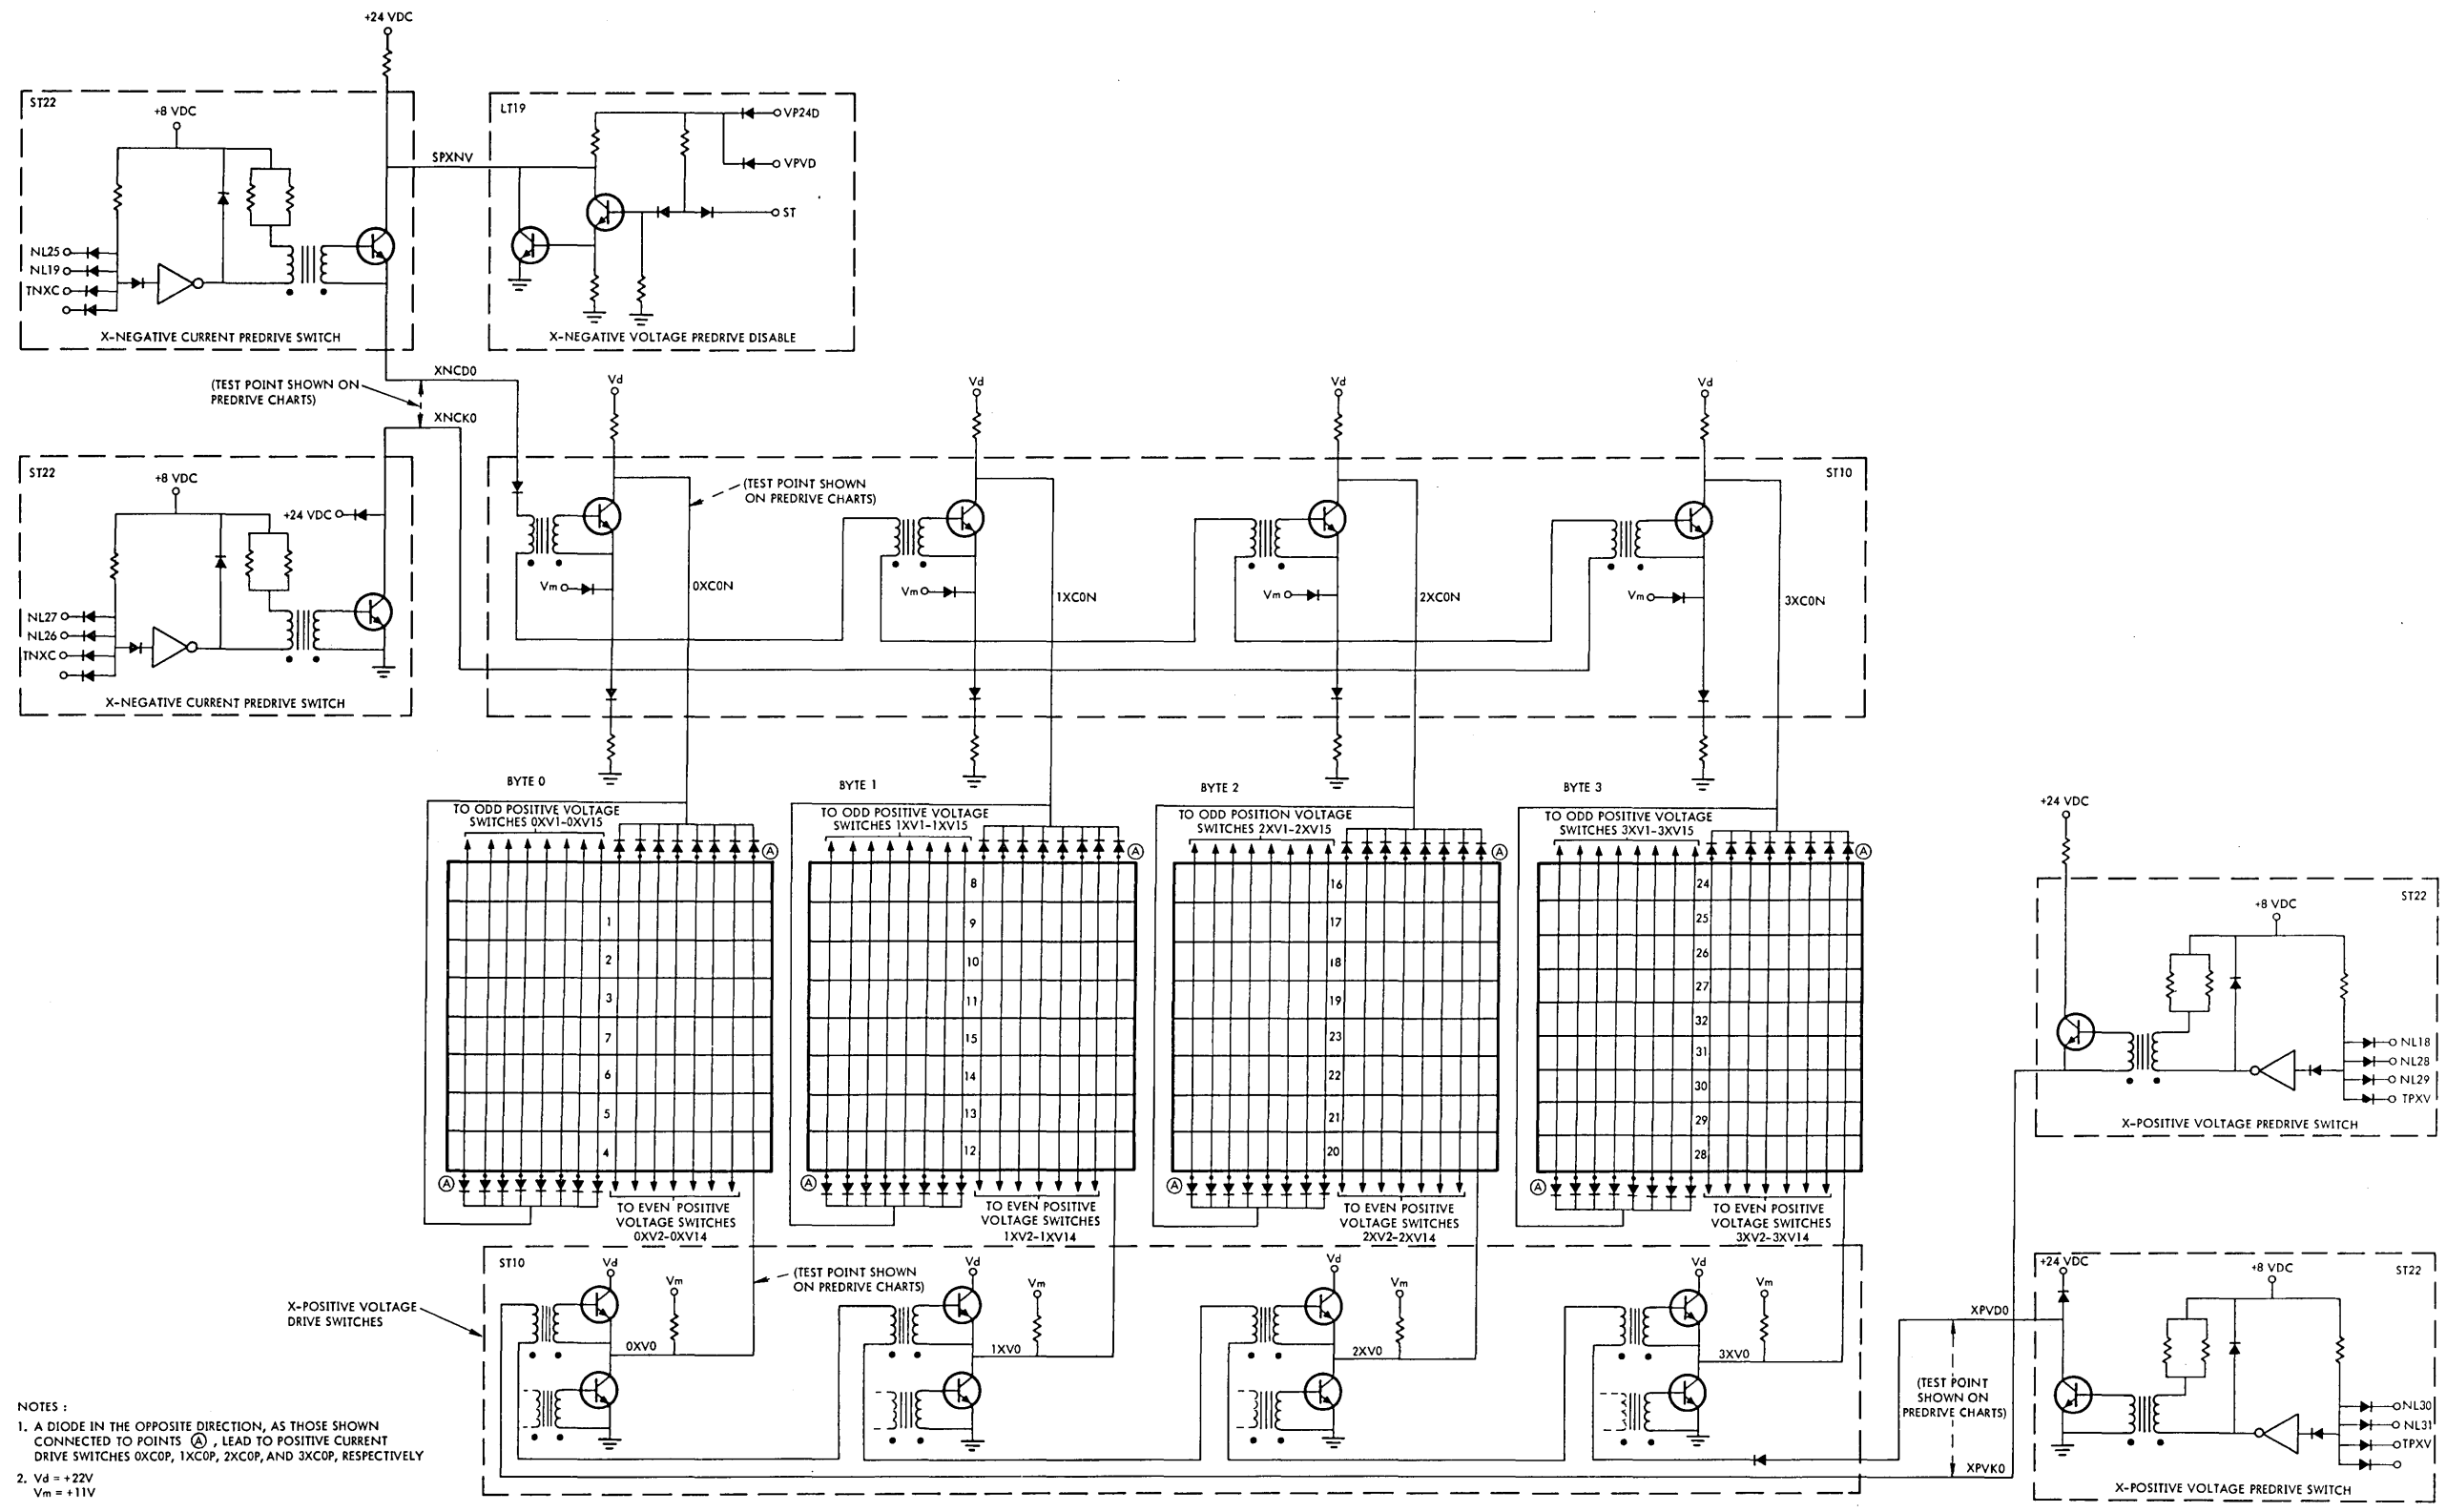 +24 VDC
ST22
+8 VDC
NL25
NL19
TNXC
X-NEGATIVE CURRENT PREDRIVE SWITCH
SPXNV
LT19
VP24D
VPVD
ST
X-NEGATIVE VOLTAGE PREDRIVE DISABLE
(TEST POINT SHOWN ON
PREDRIVE CHARTS)
XNCD0
XNCK0
ST22
+8 VDC
+24 VDC
NL27
NL26
TNXC
X-NEGATIVE CURRENT PREDRIVE SWITCH
Vd
Vd
Vd
Vd
ST10
(TEST POINT SHOWN
ON PREDRIVE CHARTS)
Vm
0XC0N
Vm
1XC0N
Vm
2XC0N
Vm
3XC0N
BYTE 0
TO ODD POSITIVE VOLTAGE
SWITCHES 0XV1-0XV15
A
1
2
3
7
6
5
4
A
TO EVEN POSITIVE
VOLTAGE SWITCHES
0XV2-0XV14
BYTE 1
TO ODD POSITIVE VOLTAGE
SWITCHES 1XV1-1XV15
A
8
9
10
11
15
14
13
12
A
TO EVEN POSITIVE
VOLTAGE SWITCHES
1XV2-1XV14
BYTE 2
TO ODD POSITION VOLTAGE
SWITCHES 2XV1-2XV15
A
16
17
18
19
23
22
21
20
A
TO EVEN POSITIVE
VOLTAGE SWITCHES
2XV2-2XV14
BYTE 3
TO ODD POSITIVE VOLTAGE
SWITCHES 3XV1-3XV15
A
24
25
26
27
32
31
30
29
28
A
TO EVEN POSITIVE
VOLTAGE SWITCHES
3XV2-3XV14
+24 VDC
ST22
+8 VDC
NL18
NL28
NL29
TPXV
X-POSITIVE VOLTAGE PREDRIVE SWITCH
ST10
X-POSITIVE VOLTAGE
DRIVE SWITCHES
Vd
Vm
(TEST POINT SHOWN
ON PREDRIVE CHARTS)
0XV0
Vd
Vm
1XV0
Vd
Vm
2XV0
Vd
Vm
3XV0
XPVD0
(TEST POINT
SHOWN ON
PREDRIVE CHARTS)
XPVK0
+24 VDC
ST22
+8 VDC
NL30
NL31
TPXV
X-POSITIVE VOLTAGE PREDRIVE SWITCH
NOTES :
1. A DIODE IN THE OPPOSITE DIRECTION, AS THOSE SHOWN
CONNECTED TO POINTS A , LEAD TO POSITIVE CURRENT
DRIVE SWITCHES 0XC0P, 1XC0P, 2XC0P, AND 3XC0P, RESPECTIVELY
2. Vd = +22V
Vm = +11V